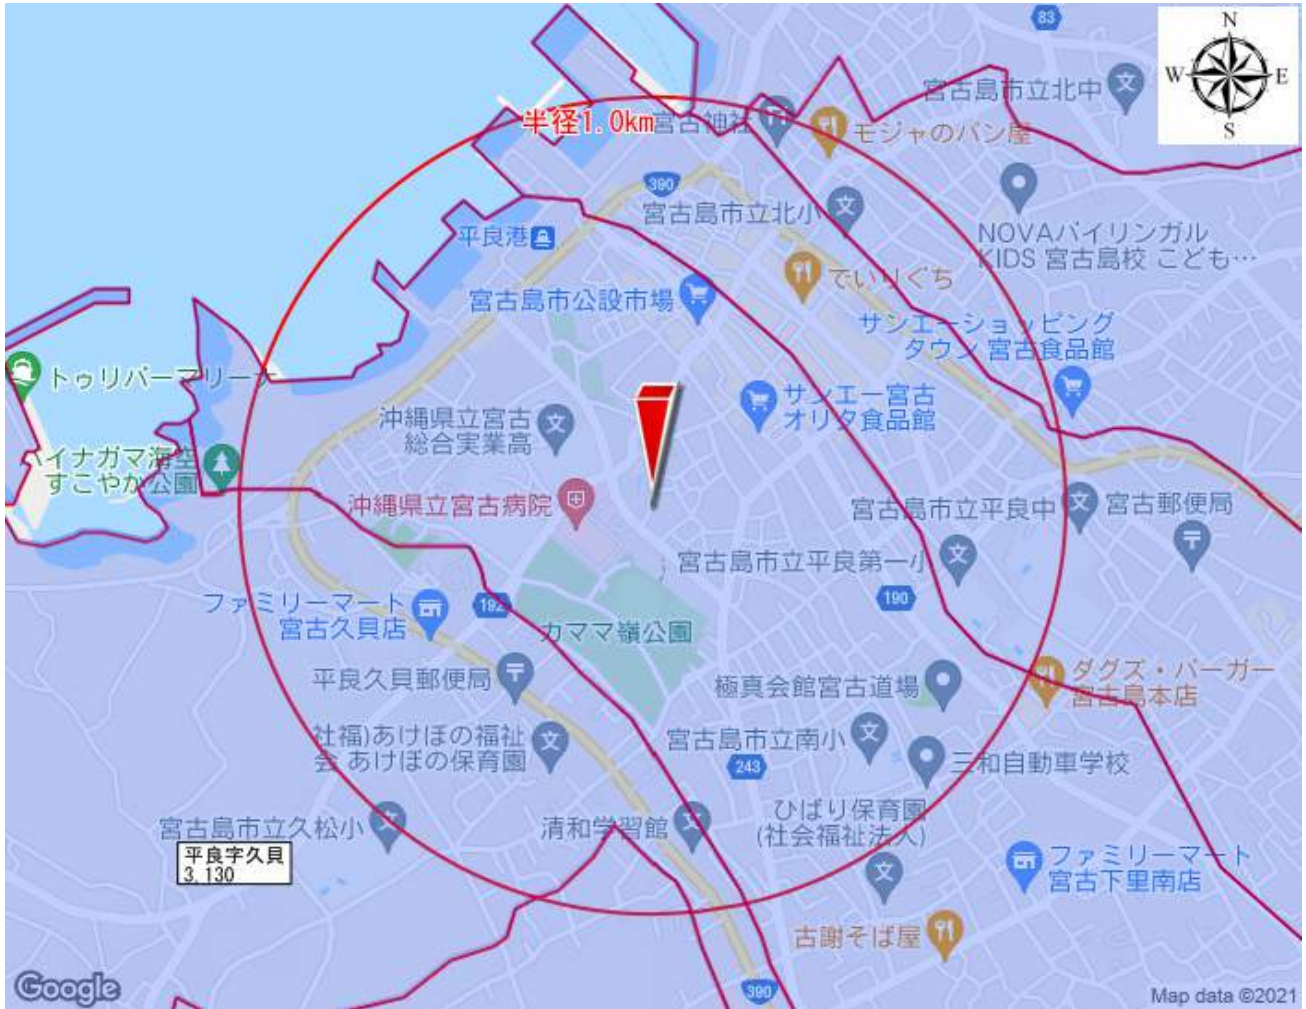 83
N
W E
S
宮古島市立北中
半径1.0km
宮古神社
モジャのパン屋
390
宮古島市立北小
平良港
NOVAバイリンガル
KIDS 宮古島校 こども…
でいりぐち
宮古島市公設市場
サンエーショッピング
タウン 宮古食品館
トゥリバーマリーナ
サンエー宮古
オリタ食品館
沖縄県立宮古
総合実業高
ハイナガマ海空
すこやか公園
沖縄県立宮古病院
宮古島市立平良中
宮古郵便局
宮古島市立平良第一小
190
ファミリーマート
宮古久貝店
192
カママ嶺公園
平良久貝郵便局
極真会館宮古道場
ダグズ・バーガー
宮古島本店
社福)あけぼの福祉
会 あけぼの保育園
宮古島市立南小
243
三和自動車学校
宮古島市立久松小
清和学習館
ひばり保育園
(社会福祉法人)
平良字久貝
3,130
ファミリーマート
宮古下里南店
古謝そば屋
390
Google
Map data ©2021